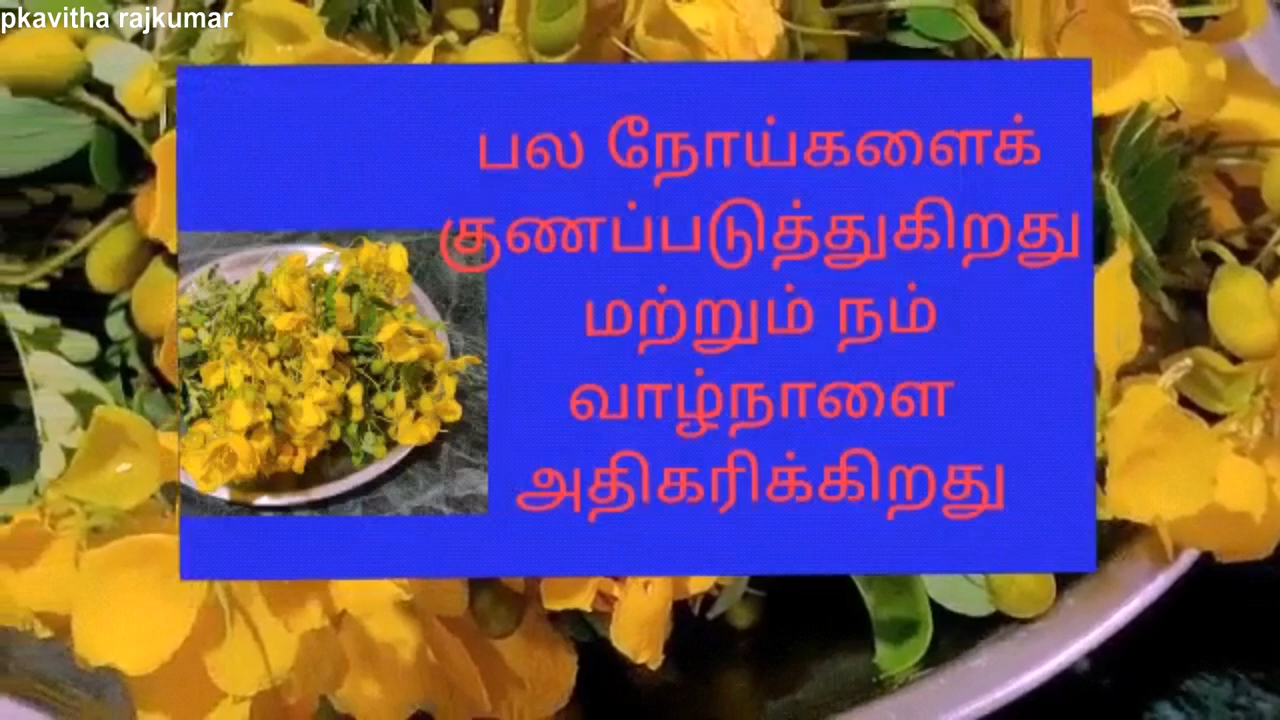 pkavitha rajkumar
பல நோய்களைக்
குணப்படுத்துகிறது
மற்றும் நம்
வாழ்நாளை
அதிகரிக்கிறது